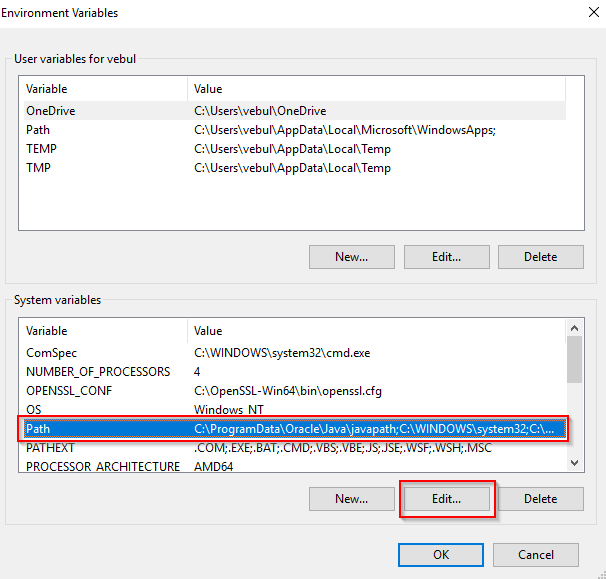 Environment Variables
User variables for vebul
Variable Value
OneDrive C:\Users\vebul\OneDrive
Path C:\Users\vebul\AppData\Local\Microsoft\WindowsApps;
TEMP C:\Users\vebul\AppData\Local\Temp
TMP C:\Users\vebul\AppData\Local\Temp
New... Edit... Delete
System variables
Variable Value
ComSpec C:\WINDOWS\system32\cmd.exe
NUMBER_OF_PROCESSORS 4
OPENSSL_CONF C:\OpenSSL-Win64\bin\openssl.cfg
OS Windows_NT
Path C:\ProgramData\Oracle\Java\javapath;C:\WINDOWS\system32;C:\...
PATHEXT .COM;.EXE;.BAT;.CMD;.VBS;.VBE;.JS;.JSE;.WSF;.WSH;.MSC
PROCESSOR_ARCHITECTURE AMD64
New... Edit... Delete
OK Cancel